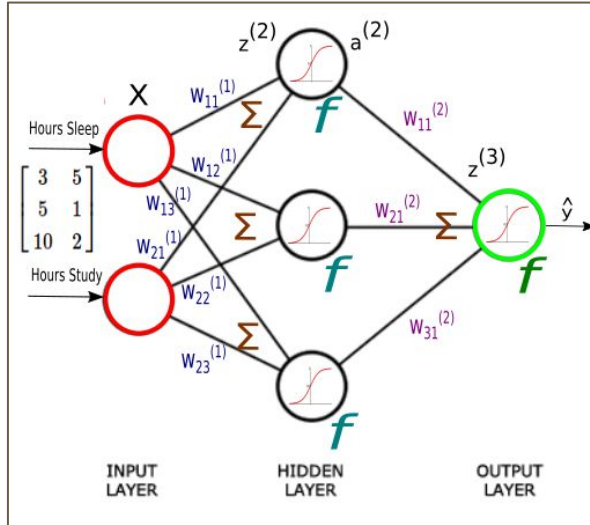 z(2) a(2)
X
W11(1) Σ f W11(2)
Hours Sleep
W12(1) z(3)
3 5
5 1
10 2
W13(1)
Σ W21(2) Σ ŷ
W21(1)
f f
Hours Study
W22(1)
W23(1) Σ W31(2)
f
INPUT LAYER
HIDDEN LAYER
OUTPUT LAYER